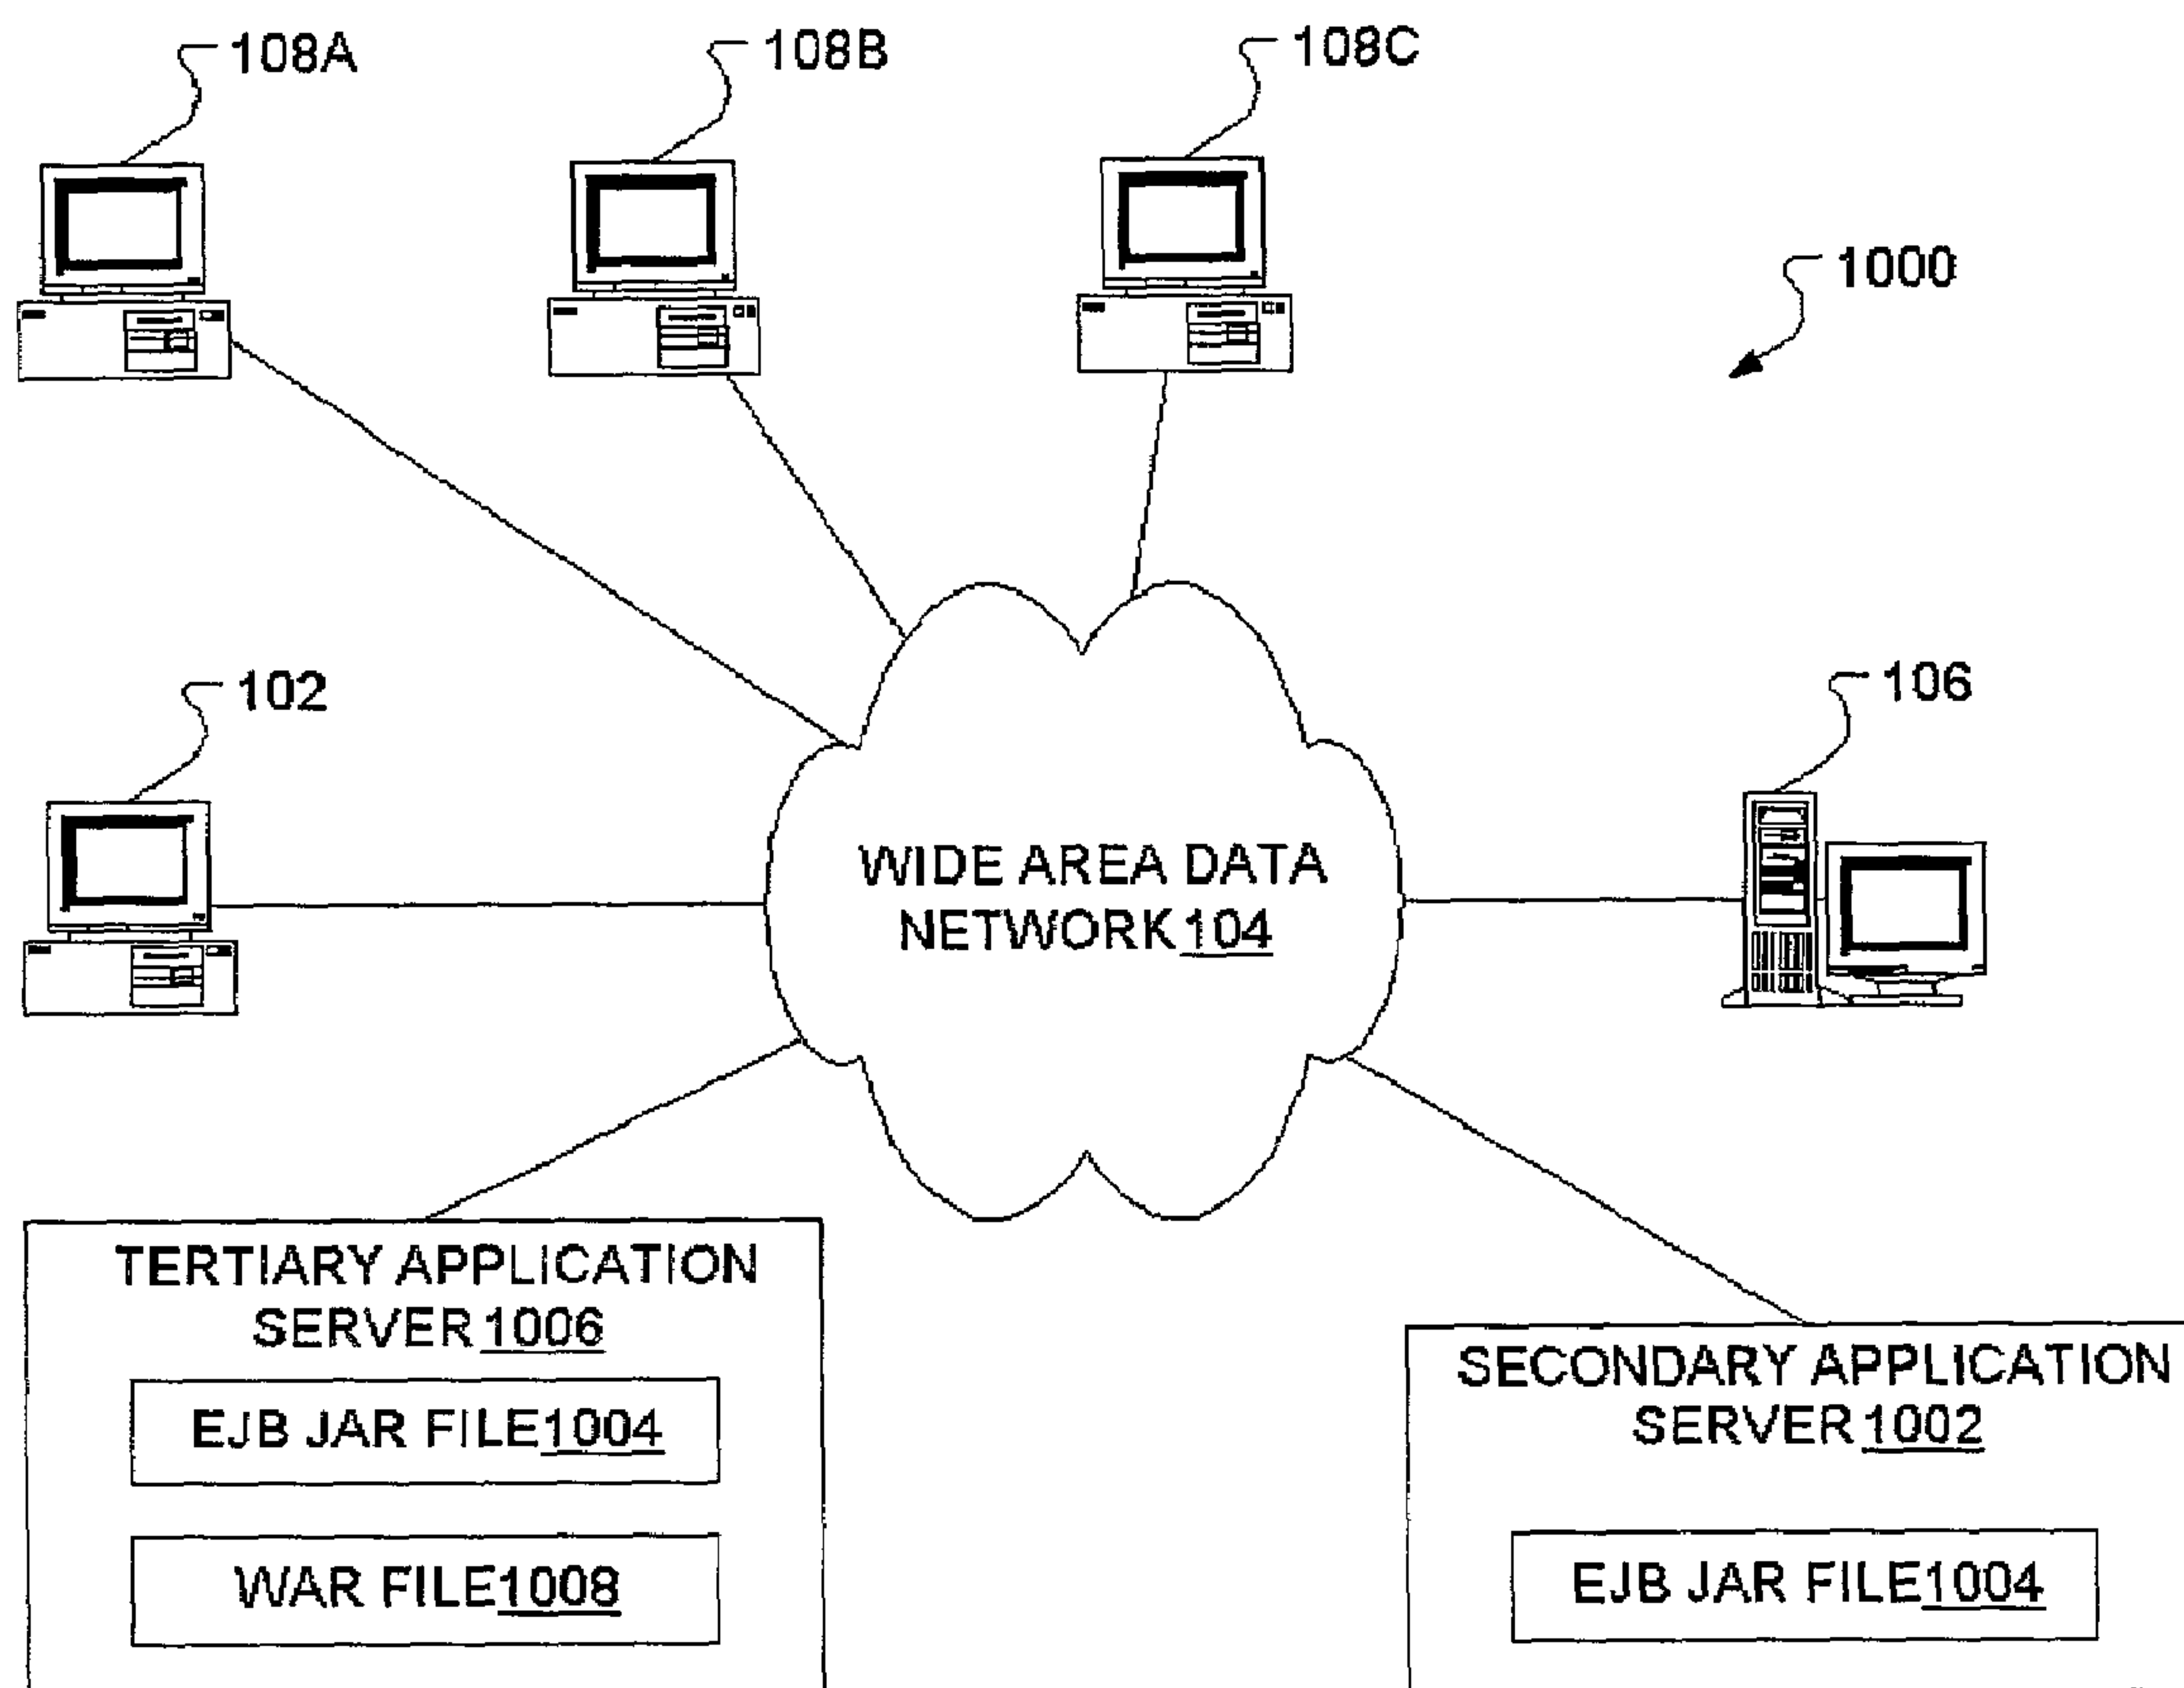 108A
108B
108C
1000
102
106
WIDE AREA DATA
NETWORK 104
TERTIARY APPLICATION
SERVER 1006
EJB JAR FILE 1004
WAR FILE 1008
SECONDARY APPLICATION
SERVER 1002
EJB JAR FILE 1004